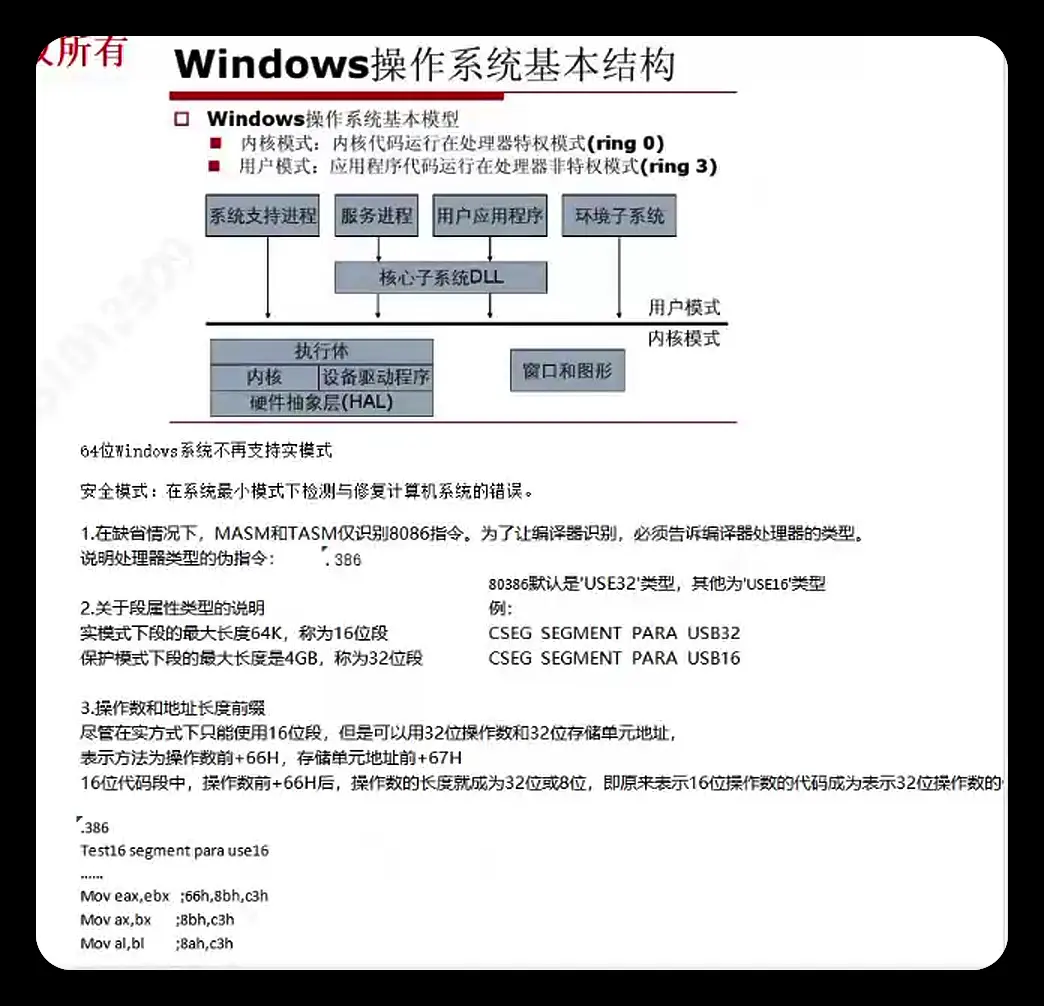 所有
Windows操作系统基本结构
Windows操作系统基本模型
内核模式：内核代码运行在处理器特权模式(ring 0)
用户模式：应用程序代码运行在处理器非特权模式(ring 3)
系统支持进程 服务进程 用户应用程序 环境子系统
核心子系统DLL
用户模式
内核模式
执行体
内核 设备驱动程序
硬件抽象层(HAL)
窗口和图形
64位Windows系统不再支持实模式
安全模式：在系统最小模式下检测与修复计算机系统的错误。
1.在缺省情况下，MASM和TASM仅识别8086指令。为了让编译器识别，必须告诉编译器处理器的类型。
说明处理器类型的伪指令： .386
80386默认是'USE32'类型，其他为'USE16'类型
2.关于段属性类型的说明
例：
实模式下段的最大长度64K，称为16位段
CSEG SEGMENT PARA USB32
保护模式下段的最大长度是4GB，称为32位段
CSEG SEGMENT PARA USB16
3.操作数和地址长度前缀
尽管在实方式下只能使用16位段，但是可以用32位操作数和32位存储单元地址，
表示方法为操作数前+66H，存储单元地址前+67H
16位代码段中，操作数前+66H后，操作数的长度就成为32位或8位，即原来表示16位操作数的代码成为表示32位操作数的
.386
Test16 segment para use16
......
Mov eax,ebx ;66h,8bh,c3h
Mov ax,bx ;8bh,c3h
Mov al,bl ;8ah,c3h